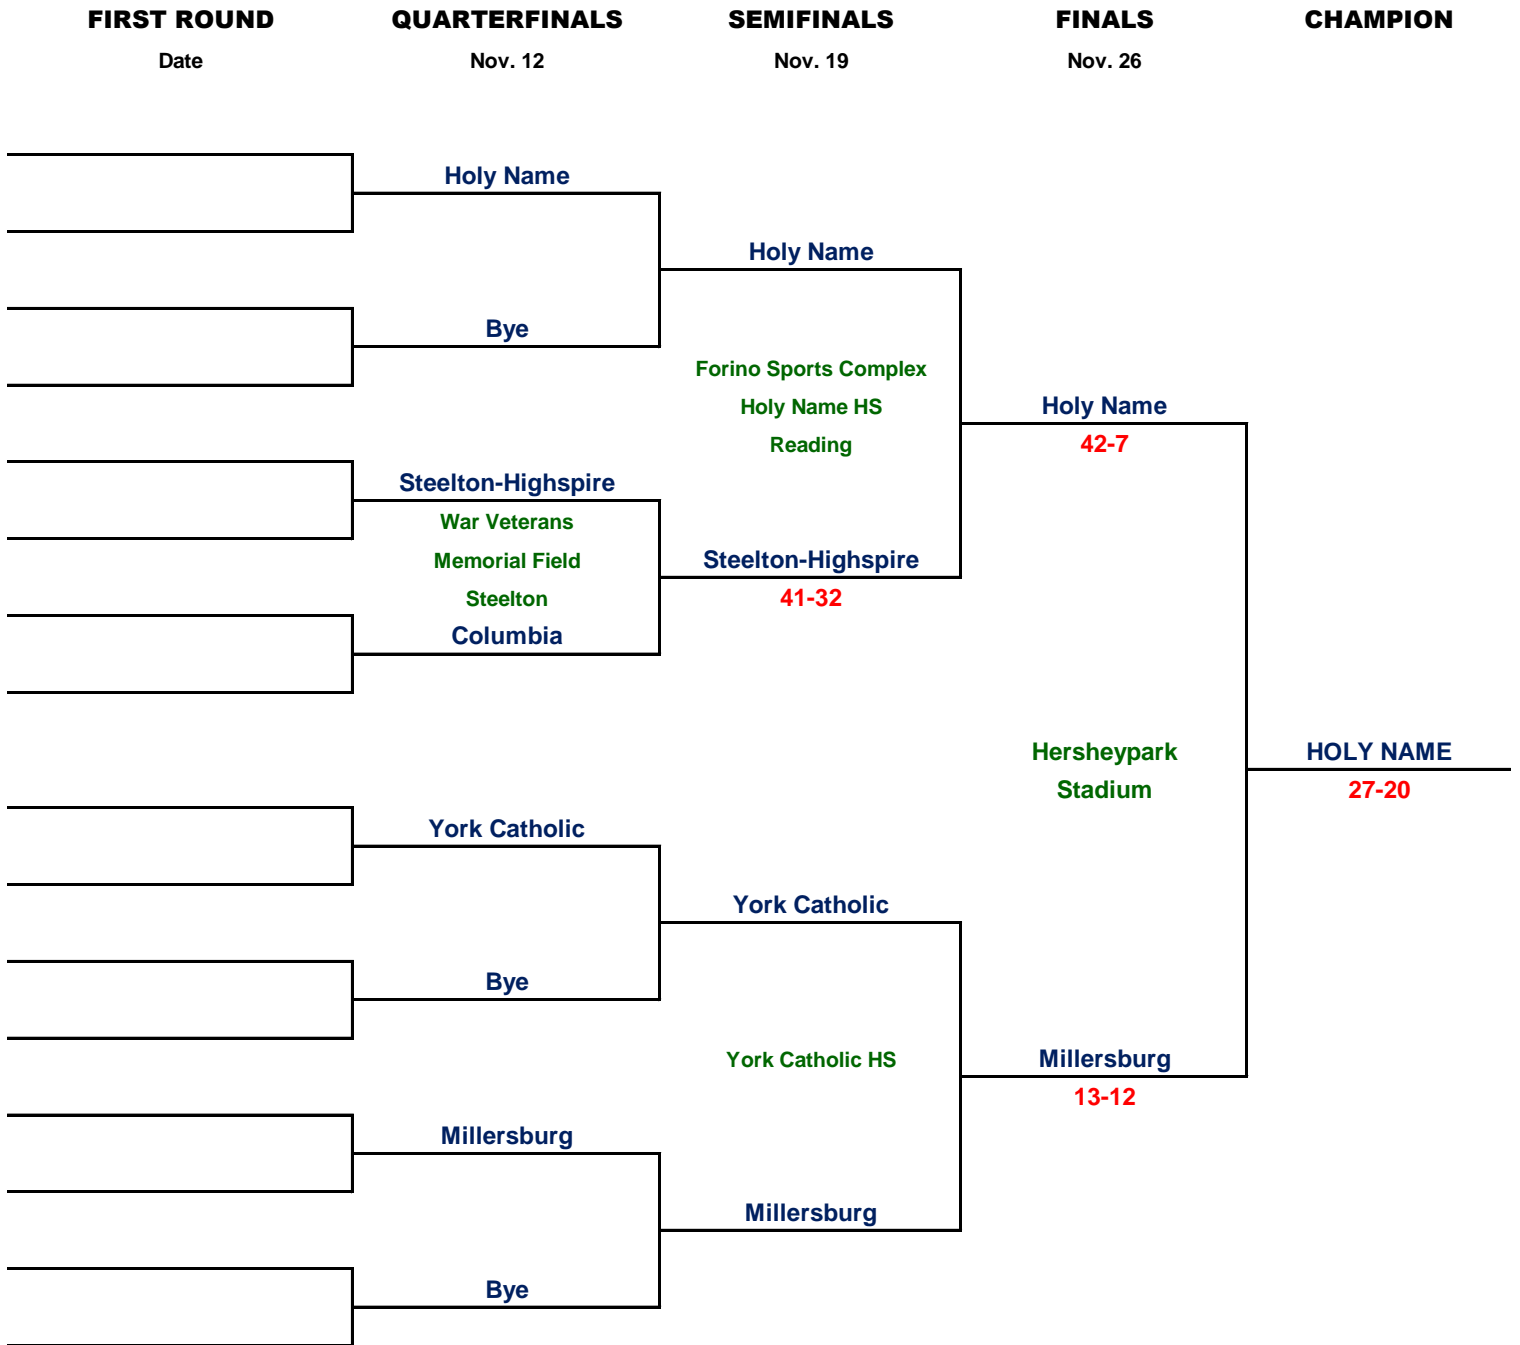 FIRST ROUND
QUARTERFINALS
SEMIFINALS
FINALS
CHAMPION
Date
Nov. 12
Nov. 19
Nov. 26
Holy Name
Holy Name
Bye
Forino Sports Complex
Holy Name HS
Reading
Holy Name
42-7
Steelton-Highspire
War Veterans
Memorial Field
Steelton
Columbia
Steelton-Highspire
41-32
Hersheypark
Stadium
HOLY NAME
27-20
York Catholic
York Catholic
Bye
York Catholic HS
Millersburg
13-12
Millersburg
Millersburg
Bye